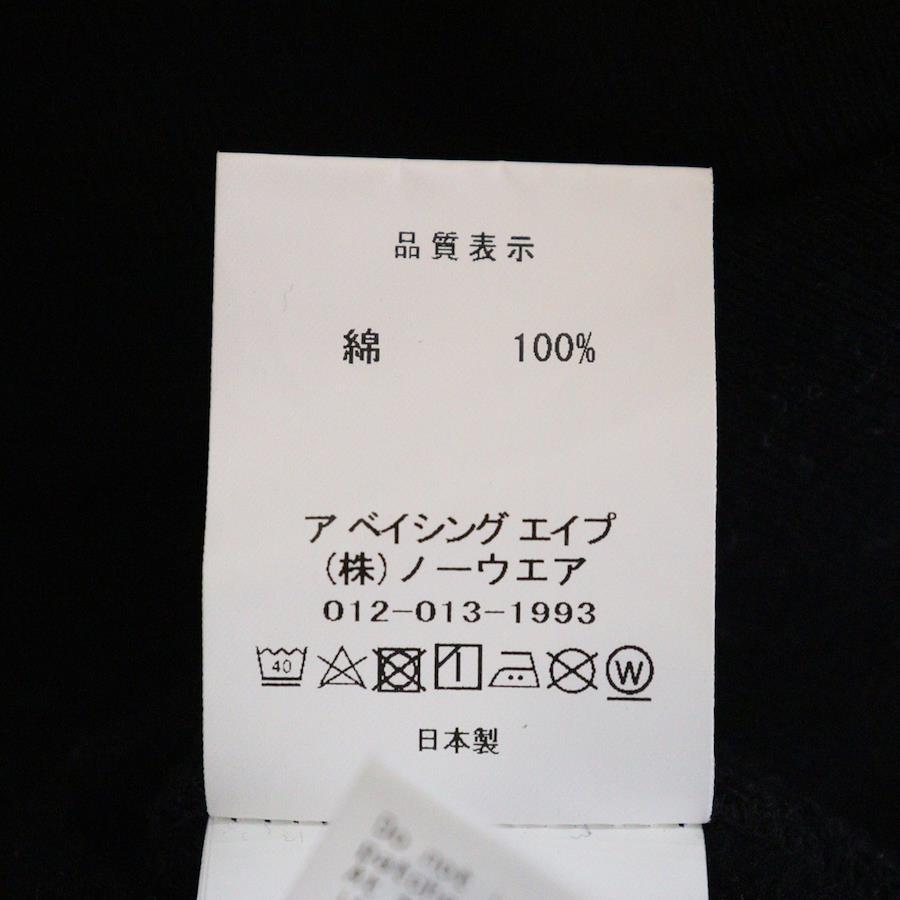 品質表示
綿 100%
ア ベイシング エイプ
(株)ノーウエア
012-013-1993
40 W
日本製